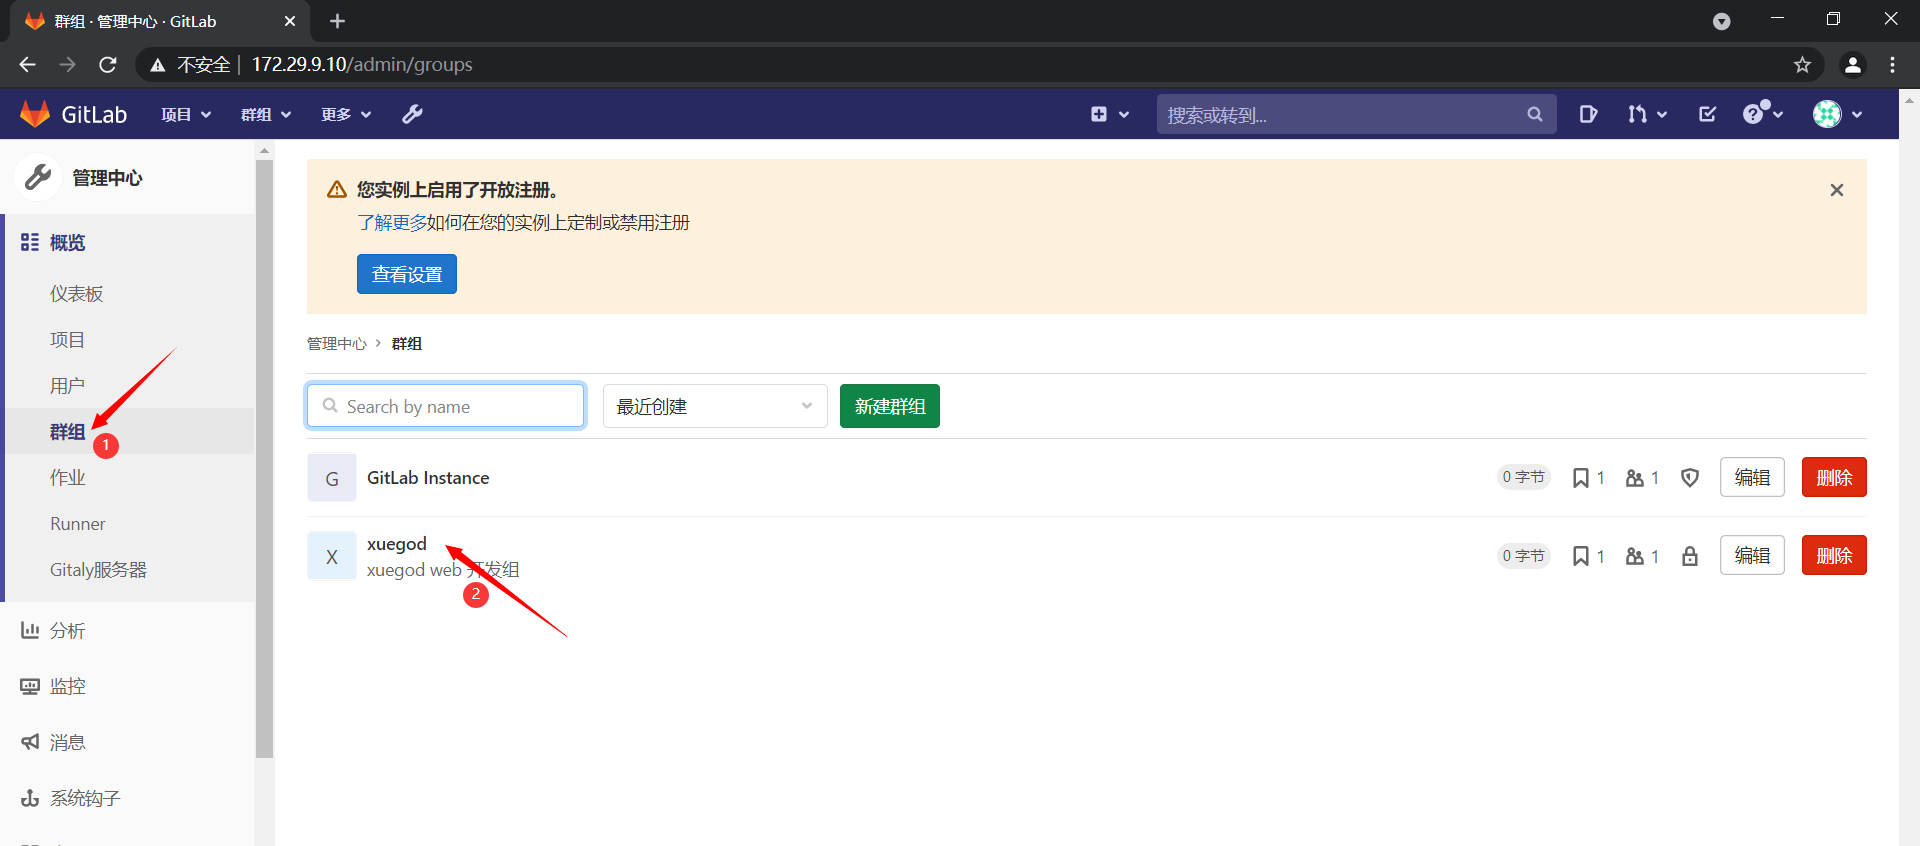 群组 · 管理中心 · GitLab
不安全 | 172.29.9.10/admin/groups
GitLab 项目 群组 更多 搜索或转到...
管理中心
概览
仪表板
项目
用户
群组
1
作业
Runner
Gitaly服务器
分析
监控
消息
系统钩子
您实例上启用了开放注册。
了解更多如何在您的实例上定制或禁用注册
查看设置
管理中心 › 群组
Search by name 最近创建 新建群组
G GitLab Instance 0 字节 1 1 编辑 删除
X xuegod 0 字节 1 1 编辑 删除
xuegod web 开发组
2